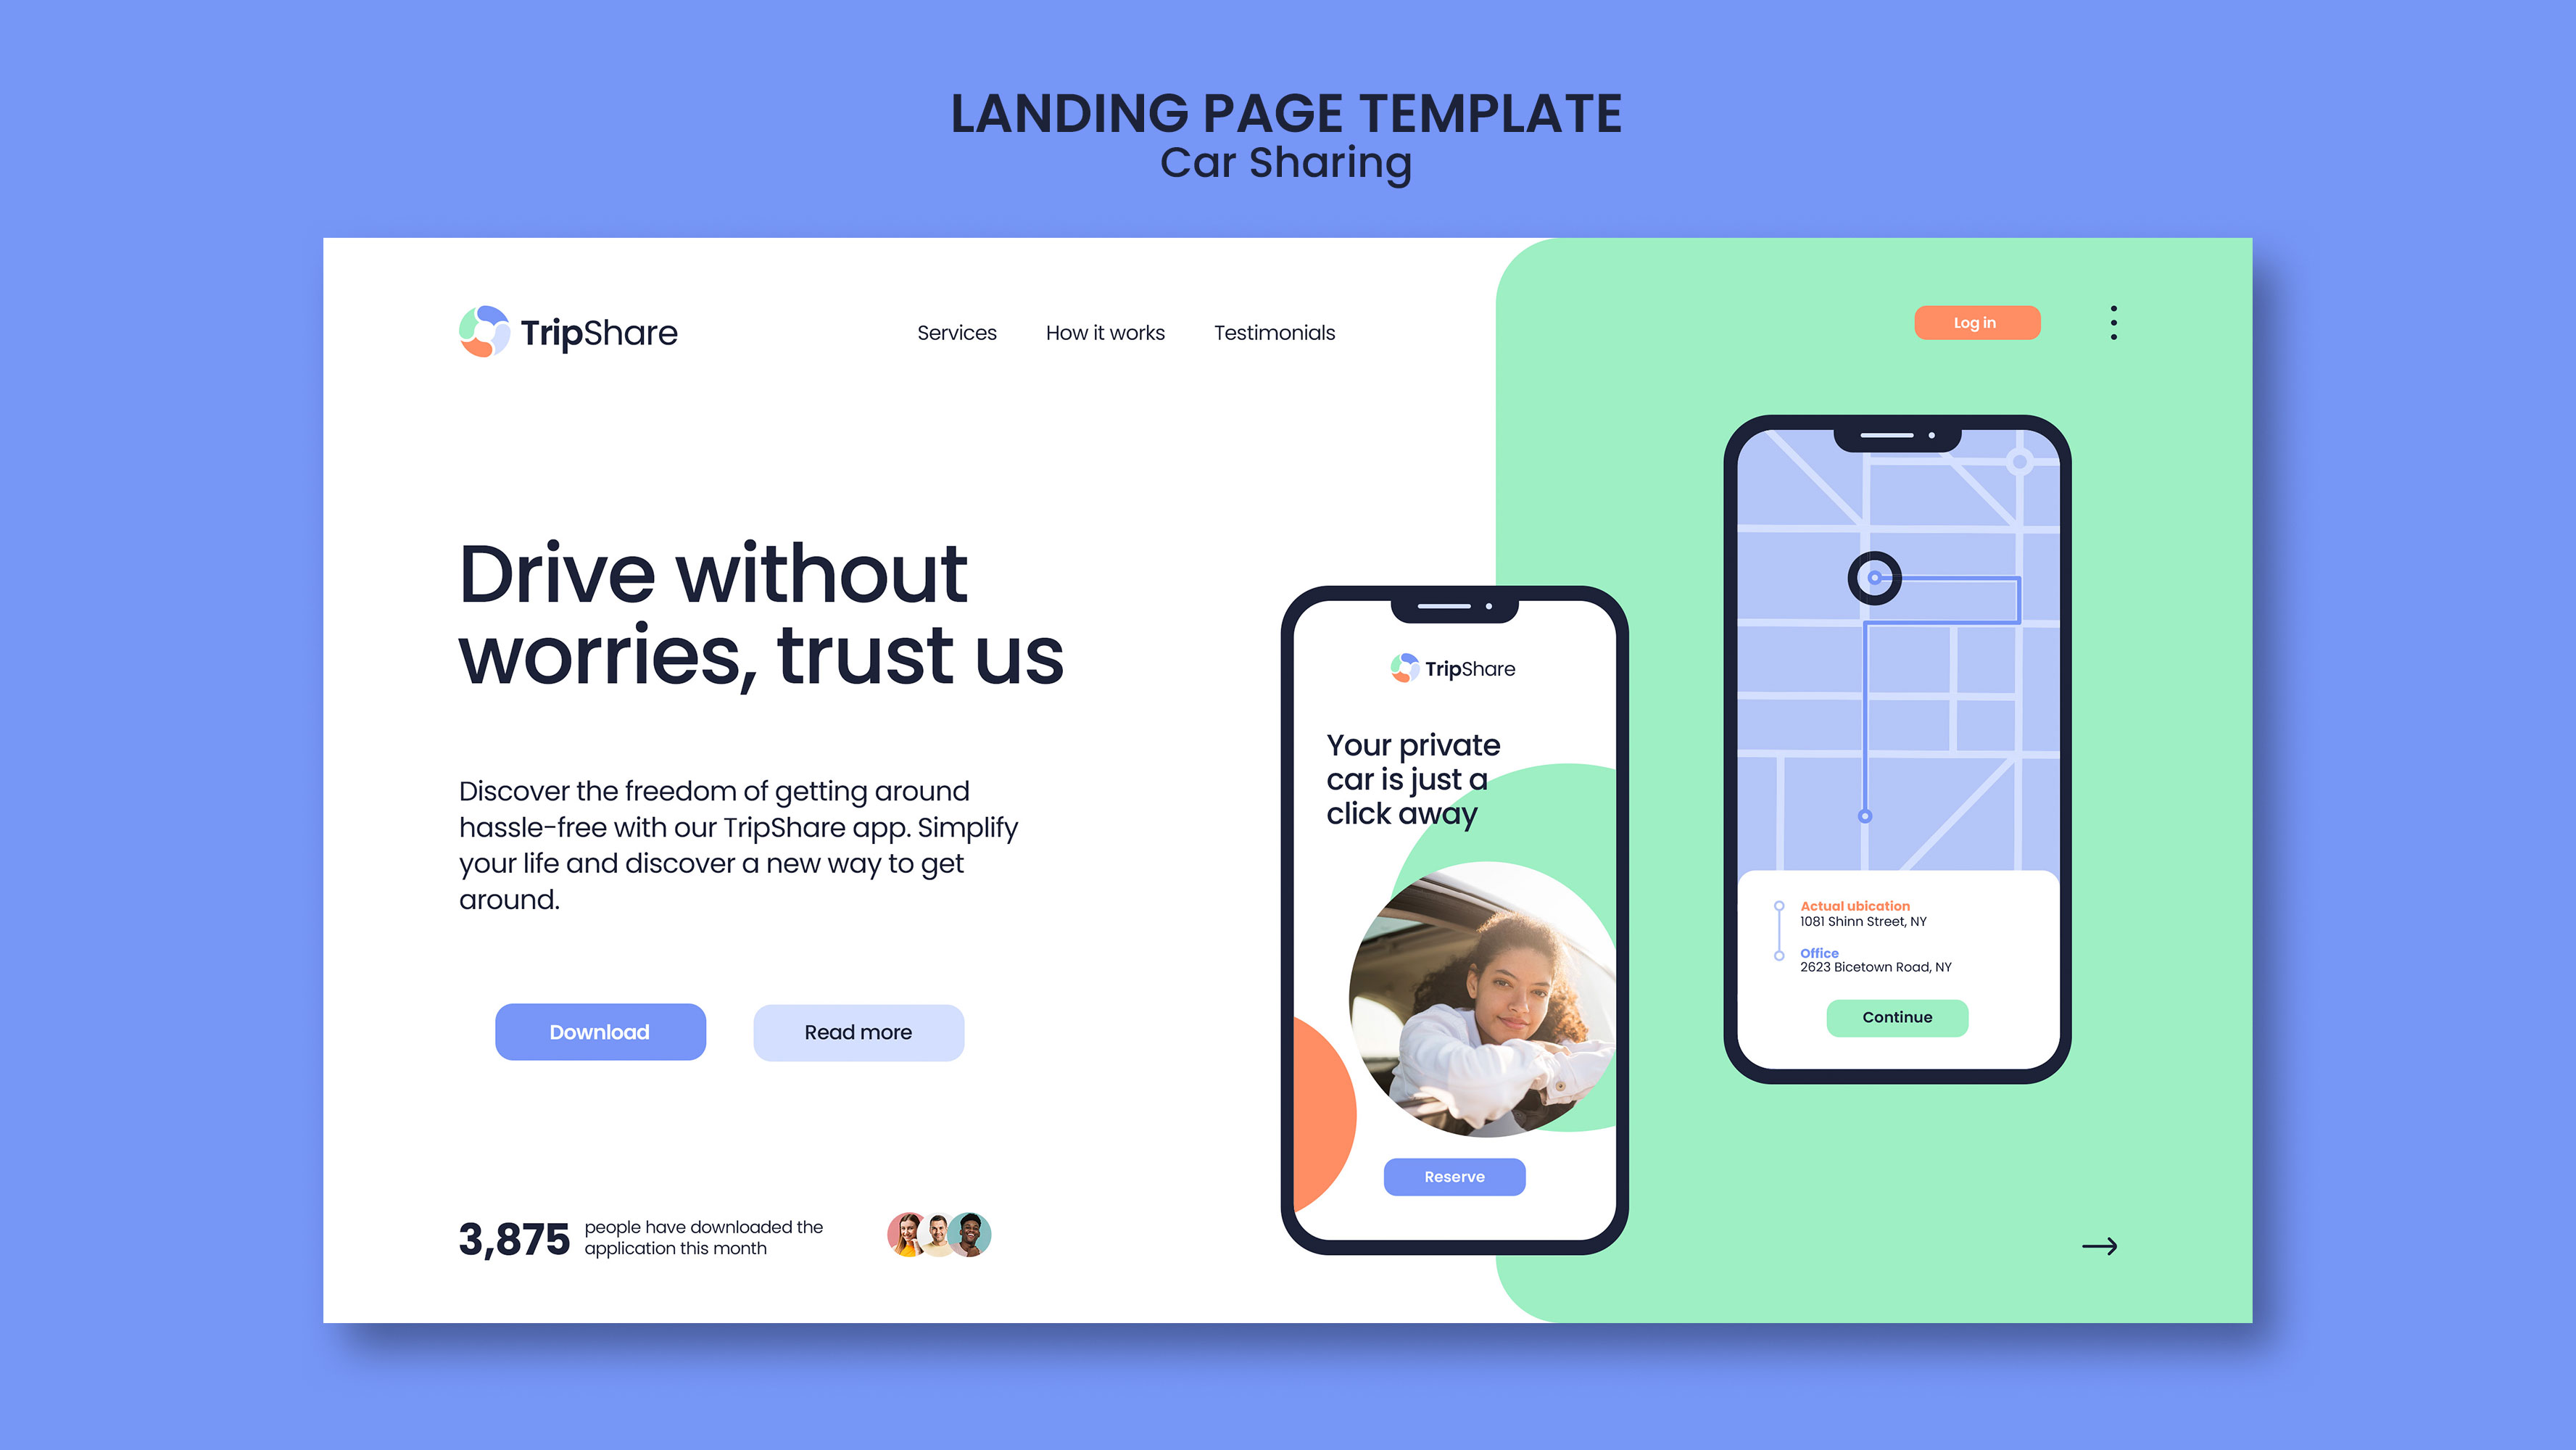 LANDING PAGE TEMPLATE
Car Sharing
TripShare
Services
How it works
Testimonials
Log in
Drive without
worries, trust us
Discover the freedom of getting around
hassle-free with our TripShare app. Simplify
your life and discover a new way to get
around.
Download
Read more
3,875
people have downloaded the
application this month
TripShare
Your private
car is just a
click away
Reserve
Actual ubication
1081 Shinn Street, NY
Office
2623 Bicetown Road, NY
Continue